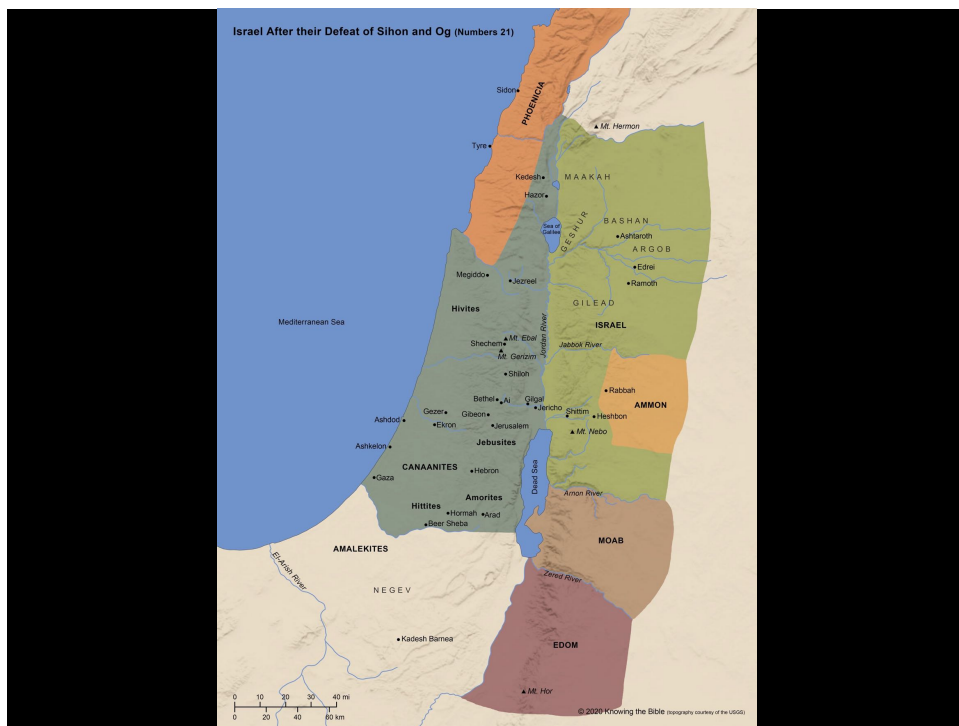 Israel After their Defeat of Sihon and Og (Numbers 21)
Sidon
PHOENICIA
Mt. Hermon
Tyre
Kedesh
MAAKAH
Hazor
Sea of
Galilee
GESHUR
BASHAN
Ashtaroth
ARGOB
Edrei
Megiddo
Jezreel
Ramoth
GILEAD
Hivites
Mediterranean Sea
ISRAEL
Jordan River
Mt. Ebal
Shechem
Jabbok River
Mt. Gerizim
Shiloh
Rabbah
Bethel
Ai
Gilgal
Jericho
AMMON
Gezer
Gibeon
Shittim
Heshbon
Ashdod
Ekron
Jerusalem
Mt. Nebo
Jebusites
Ashkelon
CANAANITES
Hebron
Dead Sea
Gaza
Amorites
Arnon River
Hittites
Hormah
Arad
Beer Sheba
MOAB
AMALEKITES
El-Arish River
Zered River
NEGEV
Kadesh Barnea
EDOM
Mt. Hor
0 10 20 30 40 mi
0 20 40 60 km
© 2020 Knowing the Bible (topography courtesy of the USGS)